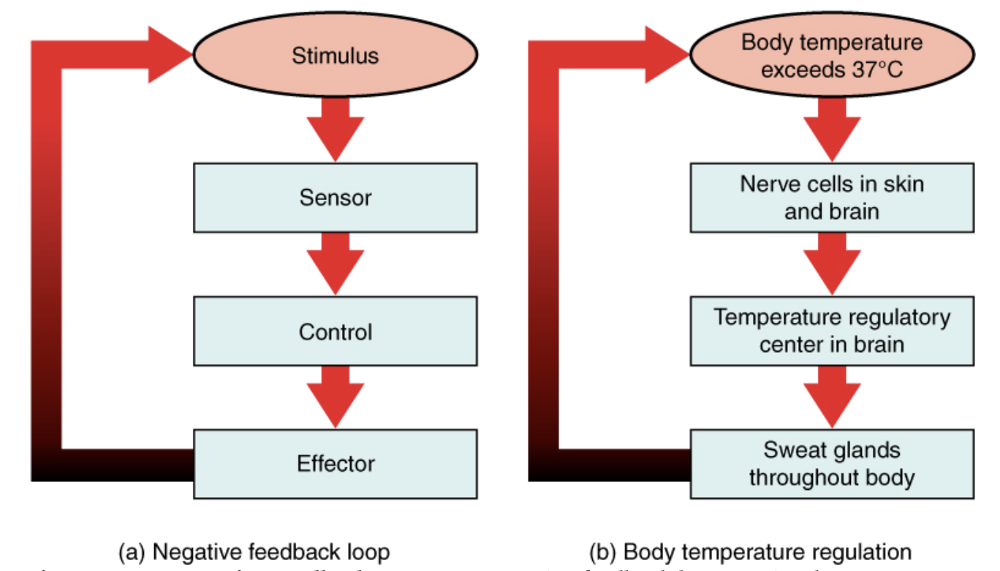 Stimulus
Sensor
Control
Effector
(a) Negative feedback loop
Body temperature
exceeds 37°C
Nerve cells in skin
and brain
Temperature regulatory
center in brain
Sweat glands
throughout body
(b) Body temperature regulation